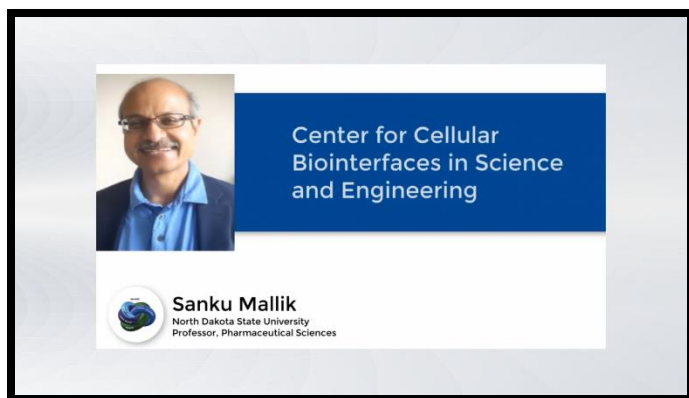 Center for Cellular
Biointerfaces in Science
and Engineering
Sanku Mallik
North Dakota State University
Professor, Pharmaceutical Sciences